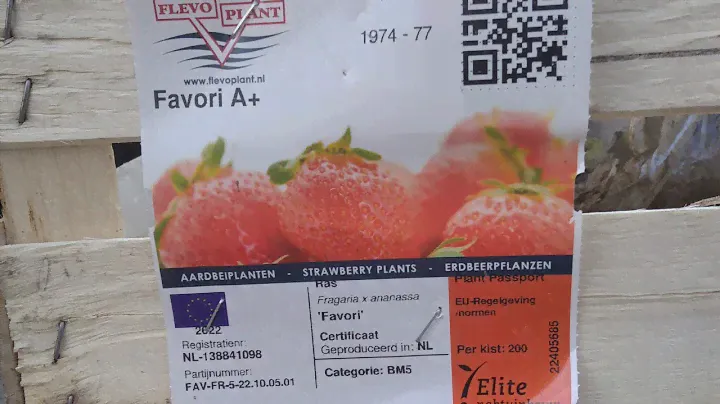 FLEVO PLANT
1974 - 77
www.flevoplant.nl
Favori A+
AARDBEIPLANTEN - STRAWBERRY PLANTS - ERDBEERPFLANZEN
Ras
Plant Passport
Fragaria x ananassa
'Favori'
EU-Regelgeving
normen
2022
Registratienr:
NL-138841098
Certificaat
Geproduceerd in: NL
Per kist: 200
Partijnummer:
FAV-FR-5-22.10.05.01
Categorie: BM5
22405685
Elite